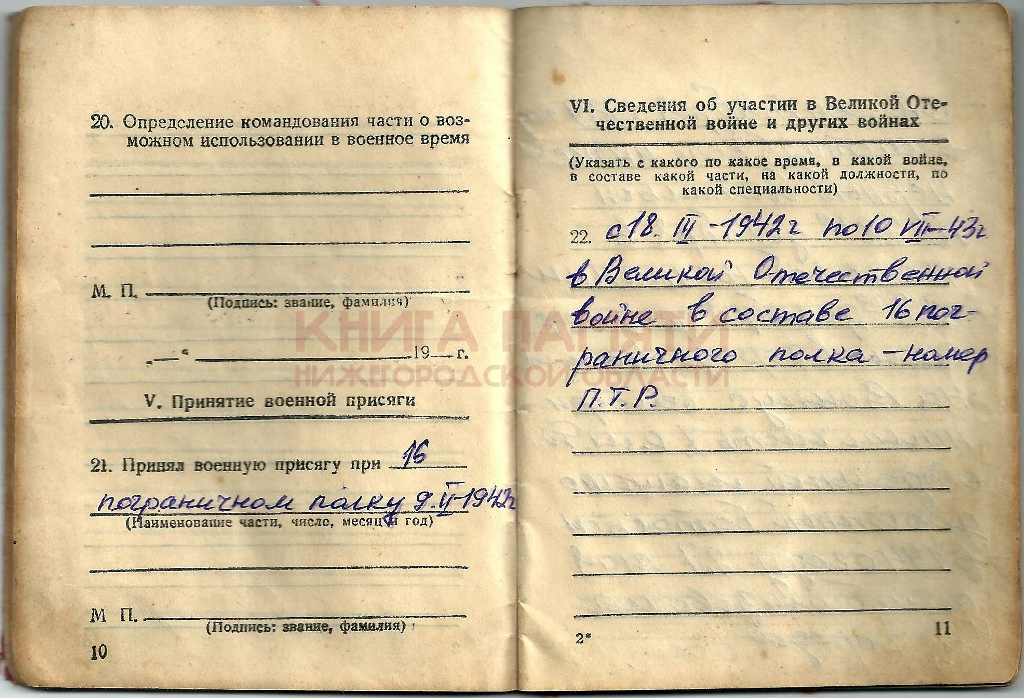 20. Определение командования части о воз-
можном использовании в военное время
М. П.
(Подпись: звание, фамилия)
„ — “ 19 — г.
V. Принятие военной присяги
21. Принял военную присягу при 16
пограничном полку 9.II-1942г
(Наименование части, число, месяц и год)
М П.
(Подпись: звание, фамилия)
10
VI. Сведения об участии в Великой Оте-
чественной войне и других войнах
(Указать с какого по какое время, в какой войне,
в составе какой части, на какой должности, по
какой специальности)
22. с 18. III -1942г по 10 VII-43г
в Великой Отечественной
войне в составе 16 пог-
раничного полка - номер
П.Т.Р.
2*
11
КНИГА ПАМЯТИ
НИЖЕГОРОДСКОЙ ОБЛАСТИ